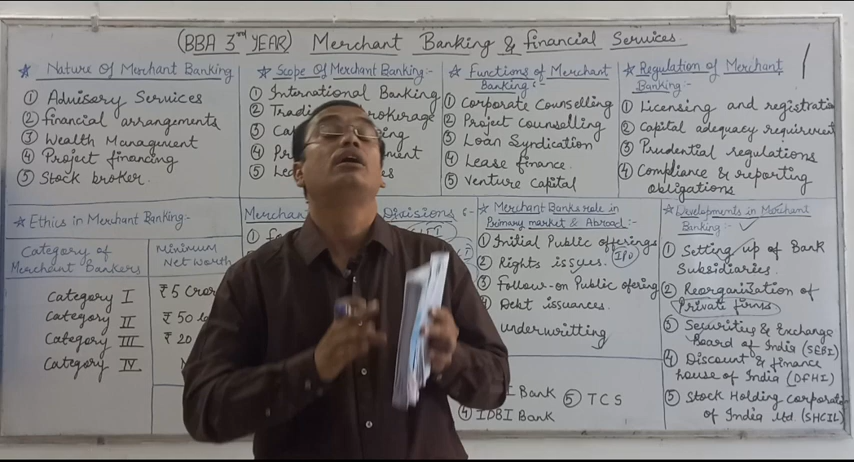 (BBA 3rd YEAR) Merchant Banking & financial Services
★ Nature Of Merchant Banking
① Advisory Services
② financial arrangements
③ Wealth Management
④ Project financing
⑤ Stock broker.
★ Scope Of Merchant Banking:-
① International Banking
② brokerage
③
④
⑤
★ Functions of Merchant
Banking:-
① Corporate Counselling
② Project counselling
③ Loan Syndication
④ Lease finance.
⑤ Venture Capital
★ Regulation of Merchant
Banking:-
① Licensing and registration
② Capital adequacy requirement
③ Prudential regulations
④ Compliance & reporting
obligations
★ Ethics in Merchant Banking:-
Category of
Merchant Bankers
Minimum
Net Worth
Category I ₹ 5
Category II ₹ 50
Category III ₹ 20
Category IV
Divisions :-
①
★ Merchant Banks role in
Primary market & Abroad:-
① Initial Public offerings
(IPO)
② Rights issues.
③ Follow-on Public offering
④ Debt issuances.
underwritting
Bank
④ IDBI Bank
⑤ TCS
★ Developments in Merchant
Banking:-
① Setting up of Bank
Subsidiaries.
② Reorganization of
Private firms
③ Securities & Exchange
Board of India (SEBI)
④ Discount & finance
house of India (DFHI)
⑤ Stock Holding corporation
of India Ltd. (SHCIL)